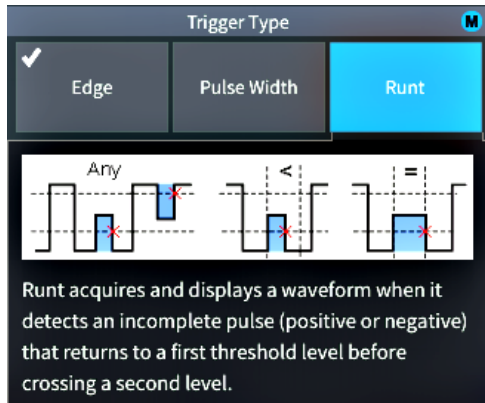 Trigger Type M
Edge Pulse Width Runt
Any < =
Runt acquires and displays a waveform when it
detects an incomplete pulse (positive or negative)
that returns to a first threshold level before
crossing a second level.